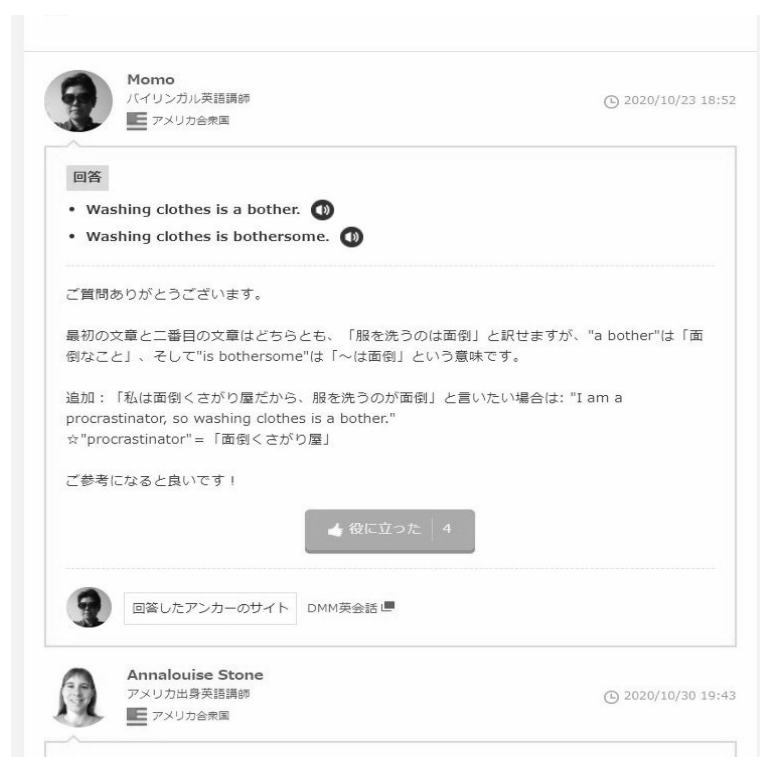 Momo
バイリンガル英語講師
2020/10/23 18:52
アメリカ合衆国
回答
• Washing clothes is a bother.
• Washing clothes is bothersome.
ご質問ありがとうございます。
最初の文章と二番目の文章はどちらとも、「服を洗うのは面倒」と訳せますが、"a bother"は「面
倒なこと」、そして"is bothersome"は「〜は面倒」という意味です。
追加：「私は面倒くさがり屋だから、服を洗うのが面倒」と言いたい場合は: "I am a
procrastinator, so washing clothes is a bother."
☆"procrastinator"=「面倒くさがり屋」
ご参考になると良いです！
役に立った | 4
回答したアンカーのサイト DMM英会話
Annalouise Stone
アメリカ出身英語講師
2020/10/30 19:43
アメリカ合衆国